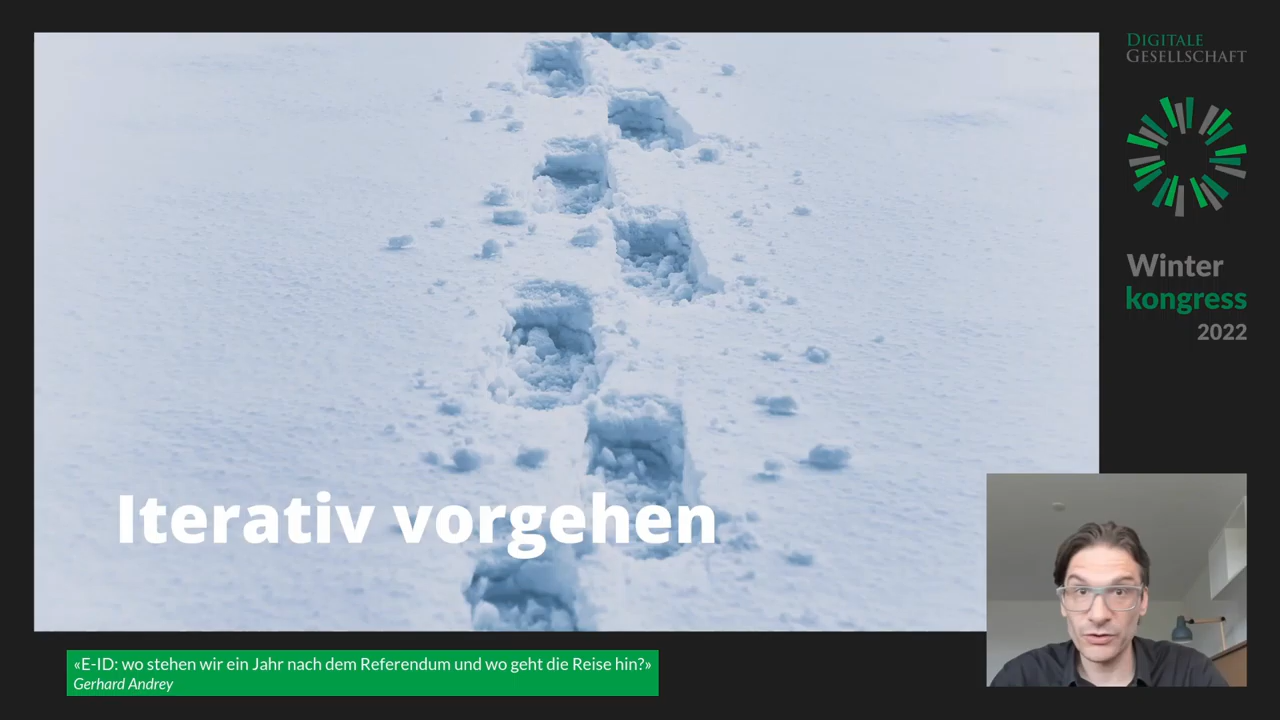 DIGITALE
GESELLSCHAFT
Winter
kongress
2022
Iterativ vorgehen
«E-ID: wo stehen wir ein Jahr nach dem Referendum und wo geht die Reise hin?»
Gerhard Andrey